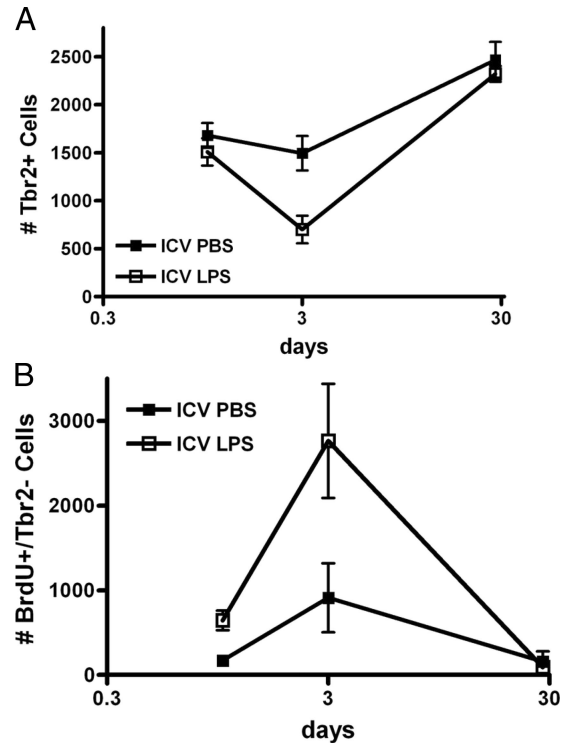 A
# Tbr2+ Cells
2500
2000
1500
1000
500
0
ICV PBS
ICV LPS
0.3
3
30
days
B
# BrdU+/Tbr2- Cells
3000
2000
1000
0
ICV PBS
ICV LPS
0.3
3
30
days